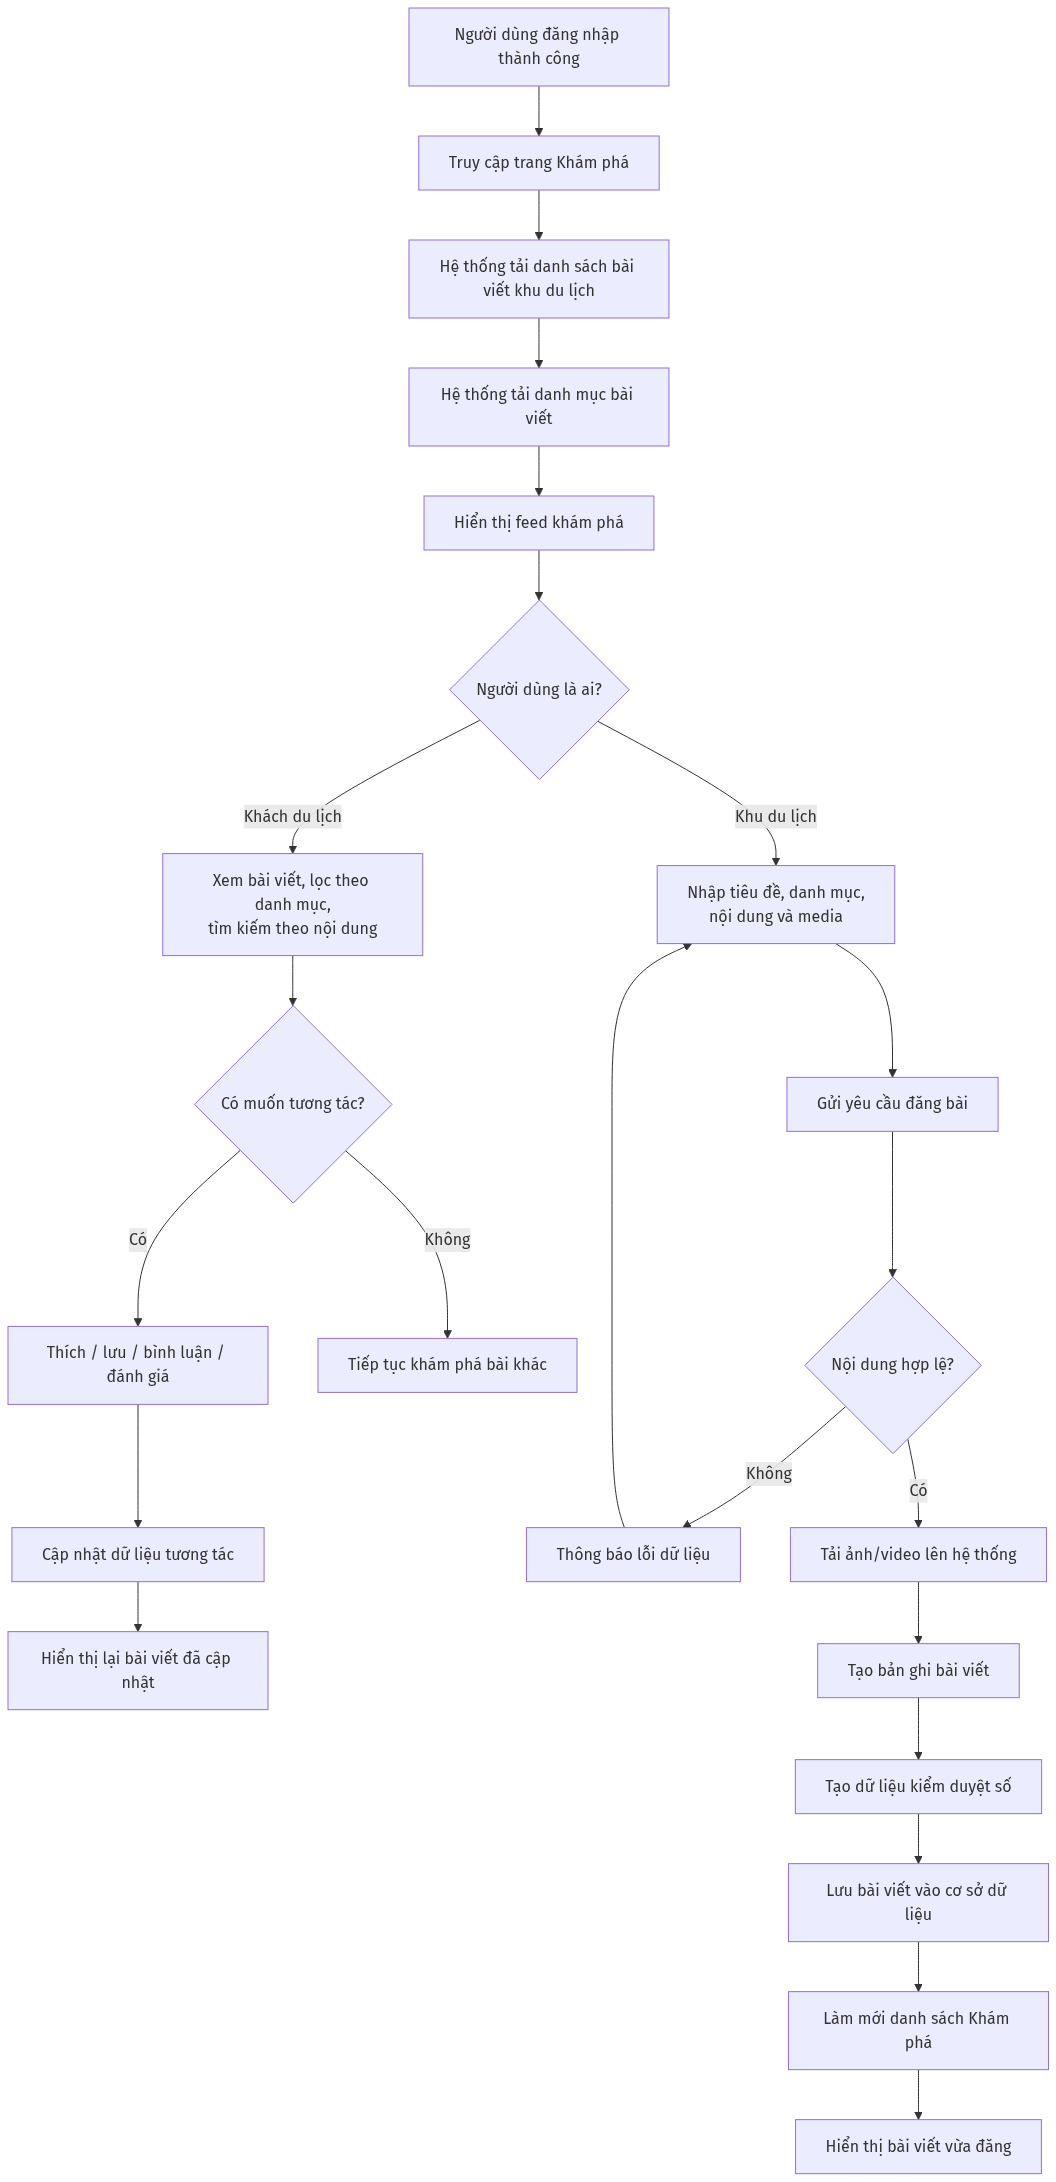 Người dùng đăng nhập
thành công
Truy cập trang Khám phá
Hệ thống tải danh sách bài
viết khu du lịch
Hệ thống tải danh mục bài
viết
Hiển thị feed khám phá
Người dùng là ai?
Khách du lịch
Khu du lịch
Xem bài viết, lọc theo
danh mục,
tìm kiếm theo nội dung
Nhập tiêu đề, danh mục,
nội dung và media
Có muốn tương tác?
Gửi yêu cầu đăng bài
Có
Không
Thích / lưu / bình luận /
đánh giá
Tiếp tục khám phá bài khác
Nội dung hợp lệ?
Không
Có
Cập nhật dữ liệu tương tác
Thông báo lỗi dữ liệu
Tải ảnh/video lên hệ thống
Hiển thị lại bài viết đã cập
nhật
Tạo bản ghi bài viết
Tạo dữ liệu kiểm duyệt số
Lưu bài viết vào cơ sở dữ
liệu
Làm mới danh sách Khám
phá
Hiển thị bài viết vừa đăng